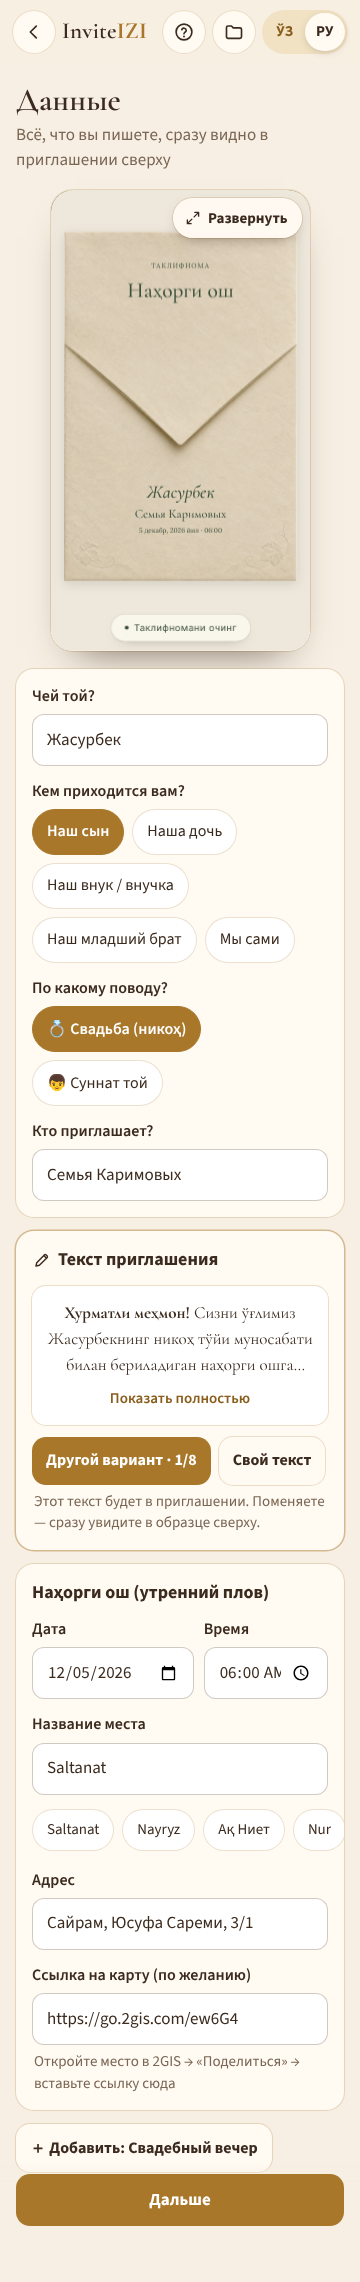 InviteIZI
ЎЗ
РУ
Данные
Всё, что вы пишете, сразу видно в
приглашении сверху
Развернуть
ТАКЛИФНОМА
Наҳорги ош
Жасурбек
Семья Каримовых
5 декабр, 2026 йил · 06:00
Таклифномани очинг
Чей той?
Жасурбек
Кем приходится вам?
Наш сын
Наша дочь
Наш внук / внучка
Наш младший брат
Мы сами
По какому поводу?
💍 Свадьба (никоҳ)
👦 Суннат той
Кто приглашает?
Семья Каримовых
Текст приглашения
Ҳурматли меҳмон! Сизни ўғлимиз
Жасурбекнинг никоҳ тўйи муносабати
билан бериладиган наҳорги ошга...
Показать полностью
Другой вариант · 1/8
Свой текст
Этот текст будет в приглашении. Поменяете
— сразу увидите в образце сверху.
Наҳорги ош (утренний плов)
Дата
Время
12/05/2026
06:00 AM
Название места
Saltanat
Saltanat
Nayryz
Ақ Ниет
Nur
Адрес
Сайрам, Юсуфа Сареми, 3/1
Ссылка на карту (по желанию)
https://go.2gis.com/ew6G4
Откройте место в 2GIS → «Поделиться» →
вставьте ссылку сюда
+ Добавить: Свадебный вечер
Дальше